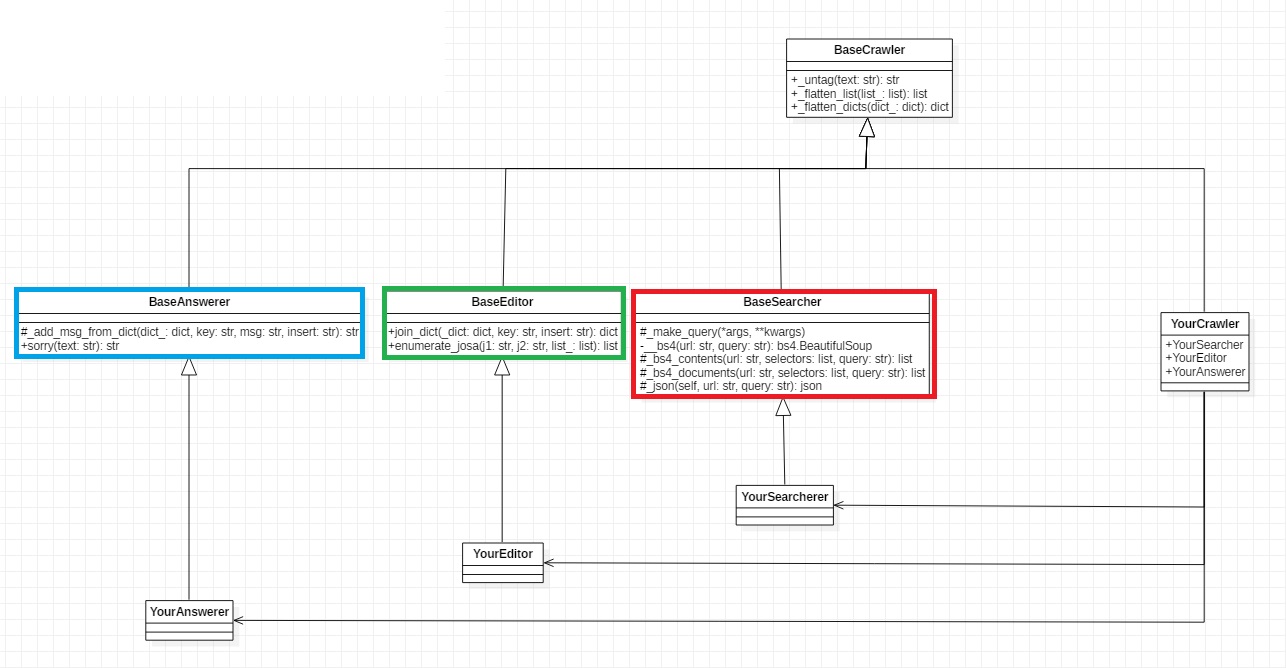 BaseCrawler
+_untag(text: str): str
+_flatten_list(list_: list): list
+_flatten_dicts(dict_: dict): dict
BaseAnswerer
#_add_msg_from_dict(dict_: dict, key: str, msg: str, insert: str): str
+sorry(text: str): str
BaseEditor
+join_dict(_dict: dict, key: str, insert: str): dict
+enumerate_josa(j1: str, j2: str, list_: list): list
BaseSearcher
#_make_query(*args, **kwargs)
-__bs4(url: str, query: str): bs4.BeautifulSoup
#_bs4_contents(url: str, selectors: list, query: str): list
#_bs4_documents(url: str, selectors: list, query: str): list
#_json(self, url: str, query: str): json
YourCrawler
+YourSearcher
+YourEditor
+YourAnswerer
YourSearcherer
YourEditor
YourAnswerer